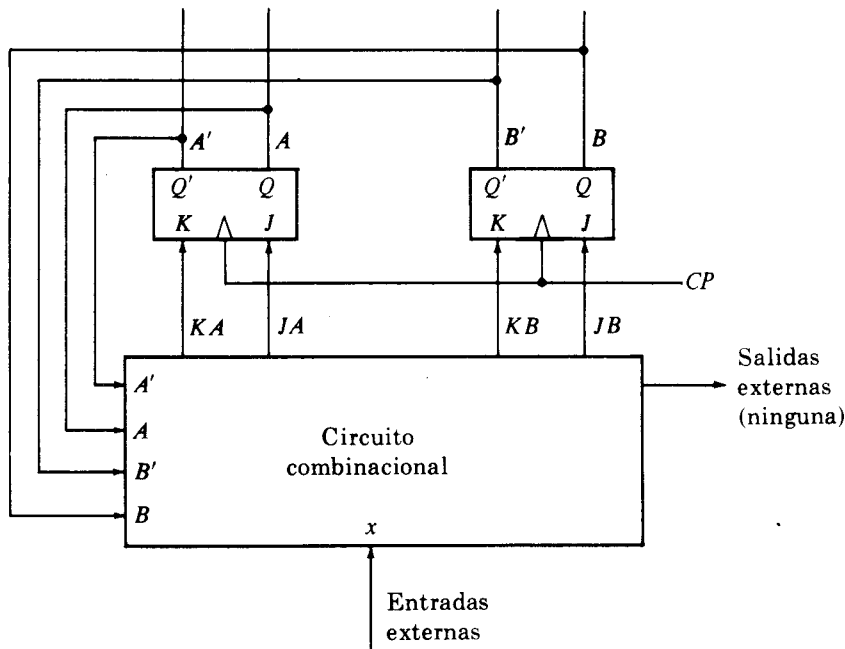 A' A B' B
Q' Q Q' Q
K J K J
CP
KA JA KB JB
Salidas
externas
(ninguna)
A'
A
Circuito
combinacional
B'
B
x
Entradas
externas